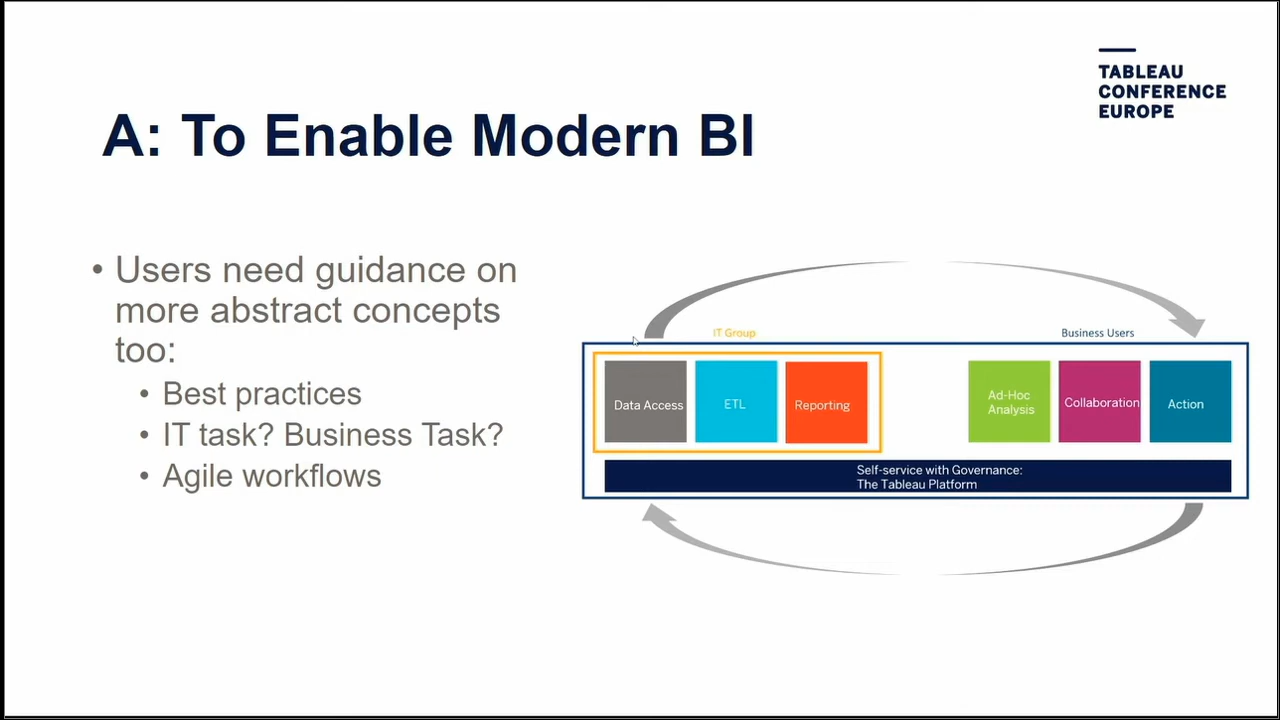 TABLEAU
CONFERENCE
EUROPE
A: To Enable Modern BI
• Users need guidance on
more abstract concepts
too:
• Best practices
• IT task? Business Task?
• Agile workflows
IT Group
Business Users
Data Access
ETL
Reporting
Ad-Hoc
Analysis
Collaboration
Action
Self-service with Governance:
The Tableau Platform